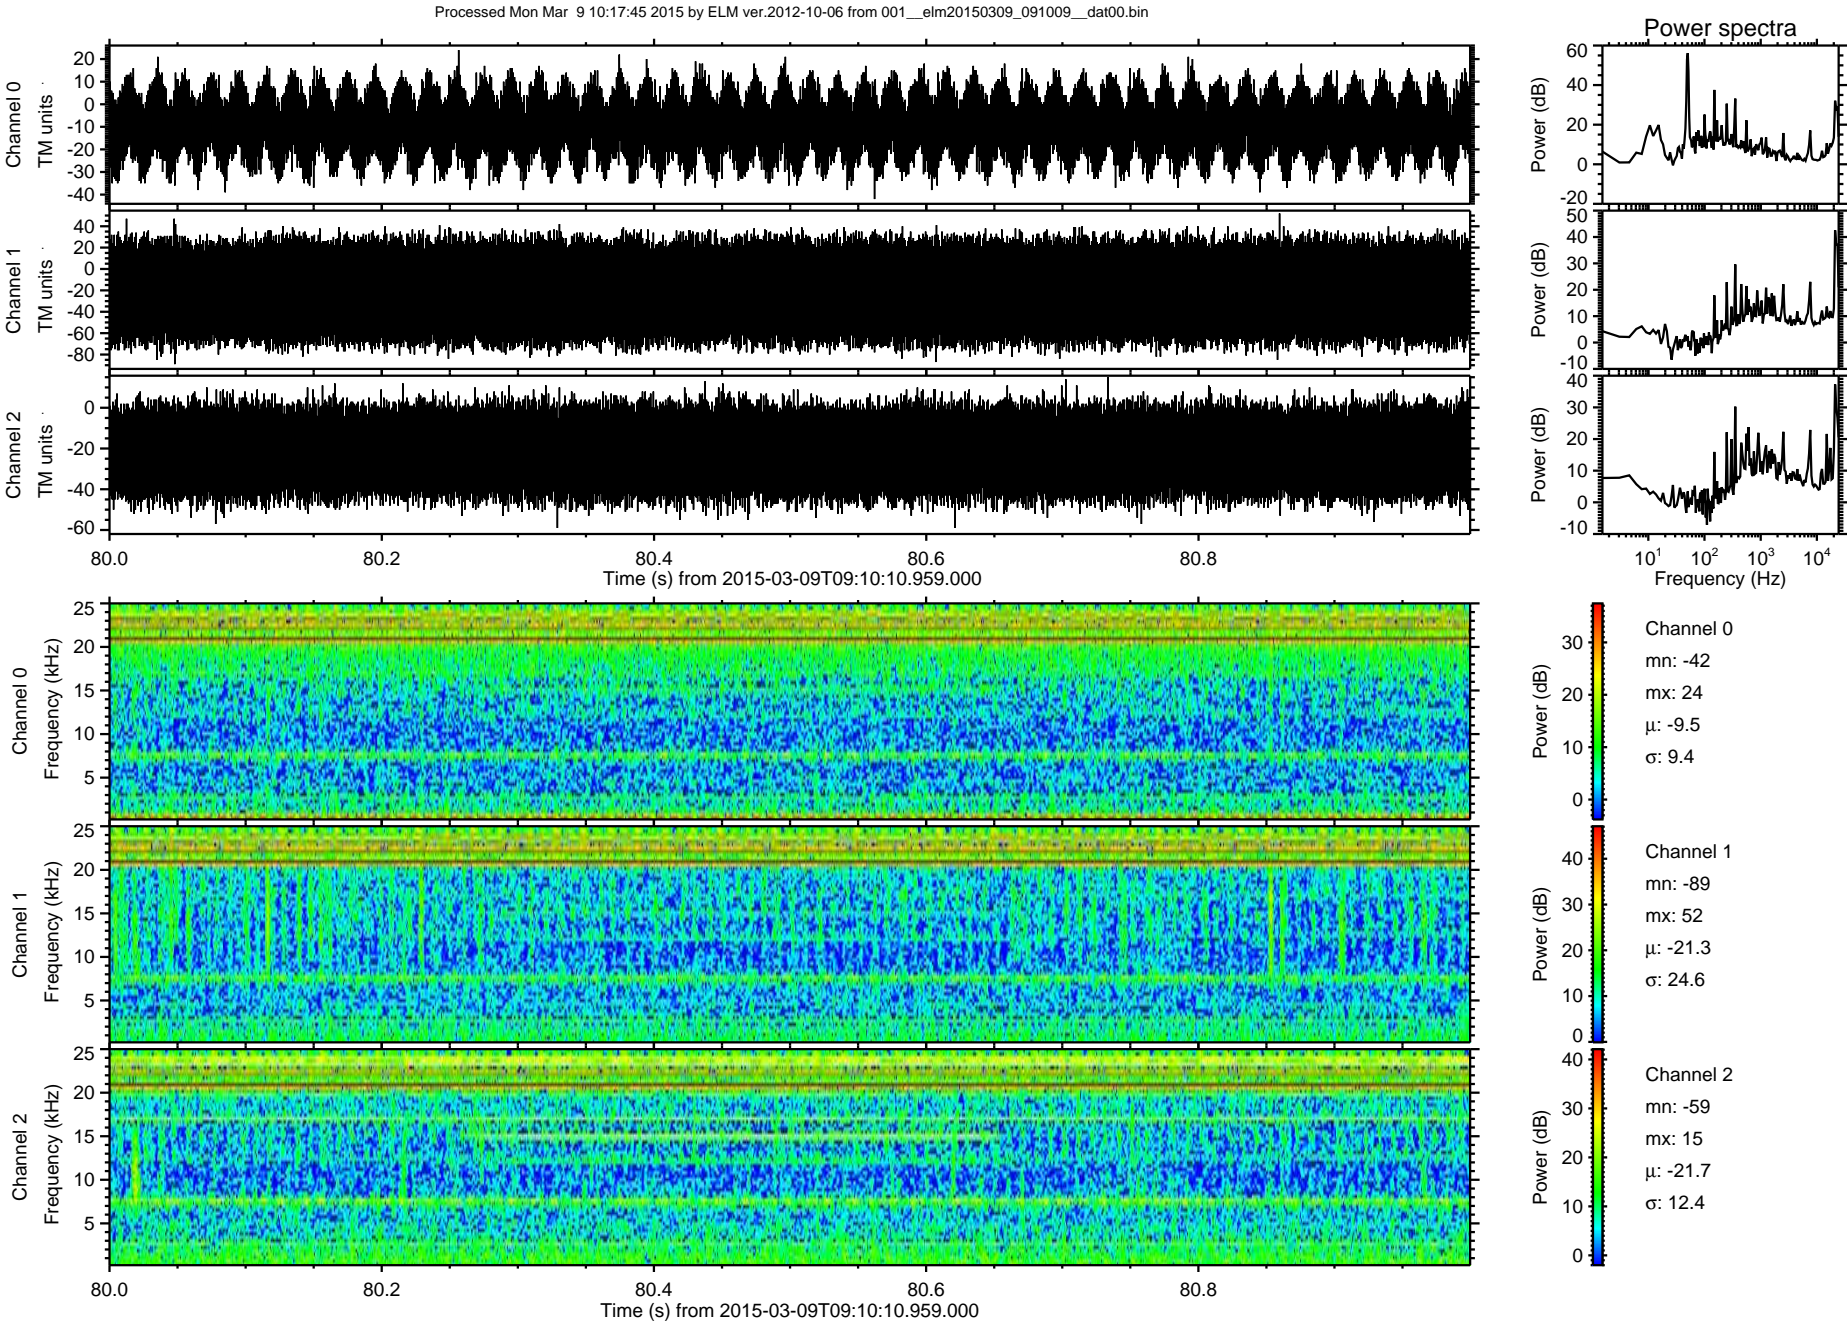 Processed Mon Mar  9 10:17:45 2015 by ELM ver.2012-10-06 from 001__elm20150309_091009__dat00.bin
Power spectra
Channel 0
TM units
20
10
0
-10
-20
-30
-40
Power (dB)
60
40
20
0
-20
Channel 1
TM units
40
20
0
-20
-40
-60
-80
Power (dB)
50
40
30
20
10
0
-10
Channel 2
TM units
0
-20
-40
-60
Power (dB)
40
30
20
10
0
-10
80.0 80.2 80.4 80.6 80.8
Time (s) from 2015-03-09T09:10:10.959.000
10^1 10^2 10^3 10^4
Frequency (Hz)
Channel 0
Frequency (kHz)
25
20
15
10
5
Power (dB)
30
20
10
0
Channel 0
mn: -42
mx: 24
μ: -9.5
σ: 9.4
Channel 1
Frequency (kHz)
25
20
15
10
5
Power (dB)
40
30
20
10
0
Channel 1
mn: -89
mx: 52
μ: -21.3
σ: 24.6
Channel 2
Frequency (kHz)
25
20
15
10
5
Power (dB)
40
30
20
10
0
Channel 2
mn: -59
mx: 15
μ: -21.7
σ: 12.4
80.0 80.2 80.4 80.6 80.8
Time (s) from 2015-03-09T09:10:10.959.000